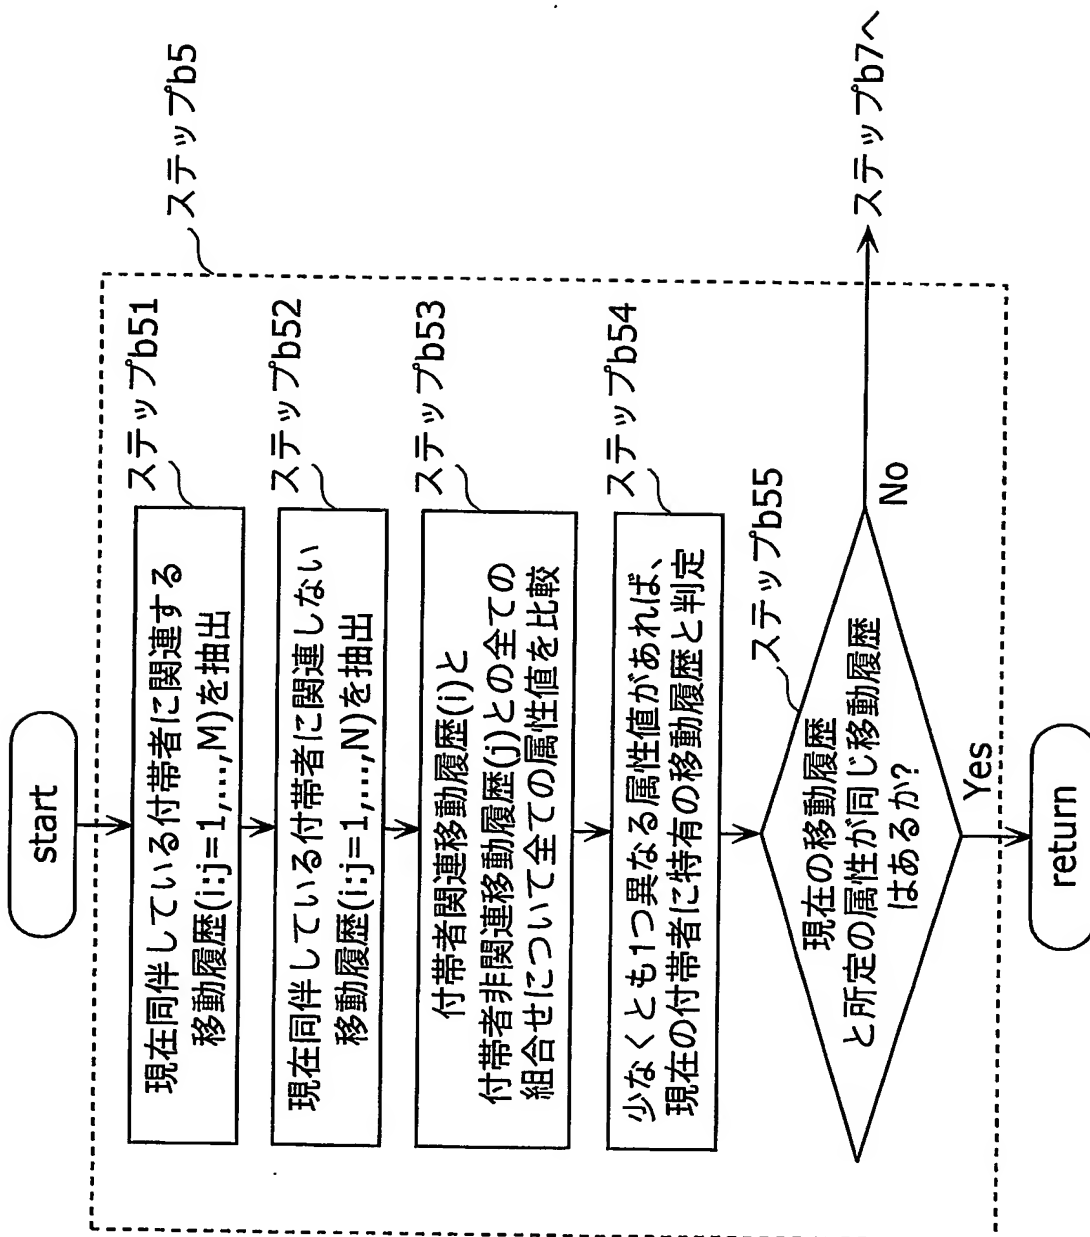 start
ステップb5
ステップb51
現在同伴している付帯者に関連する
移動履歴(i:j=1,...,M)を抽出
ステップb52
現在同伴している付帯者に関連しない
移動履歴(i:j=1,...,N)を抽出
ステップb53
付帯者関連移動履歴(i)と
付帯者非関連移動履歴(j)との全ての
組合せについて全ての属性値を比較
ステップb54
少なくとも1つ異なる属性値があれば、
現在の付帯者に特有の移動履歴と判定
ステップb55
現在の移動履歴
と所定の属性が同じ移動履歴
はあるか?
No
ステップb7へ
Yes
return